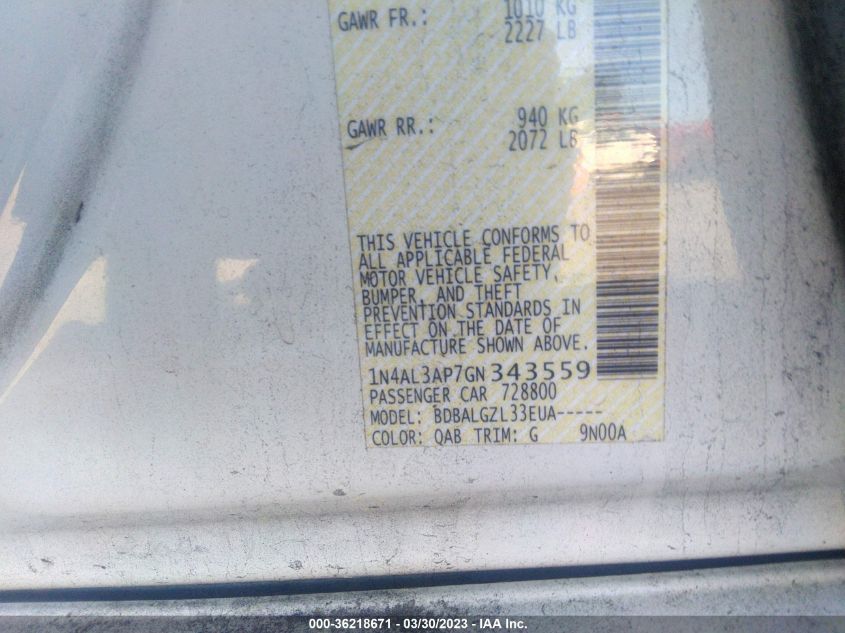 GAWR FR.: 1010 KG
2227 LB
GAWR RR.: 940 KG
2072 LB
THIS VEHICLE CONFORMS TO
ALL APPLICABLE FEDERAL
MOTOR VEHICLE SAFETY,
BUMPER, AND THEFT
PREVENTION STANDARDS IN
EFFECT ON THE DATE OF
MANUFACTURE SHOWN ABOVE.
1N4AL3AP7GN 343559
PASSENGER CAR 728800
MODEL: BDBALGZL33EUA-----
COLOR: QAB TRIM: G 9N00A
000-36218671 - 03/30/2023 - IAA Inc.